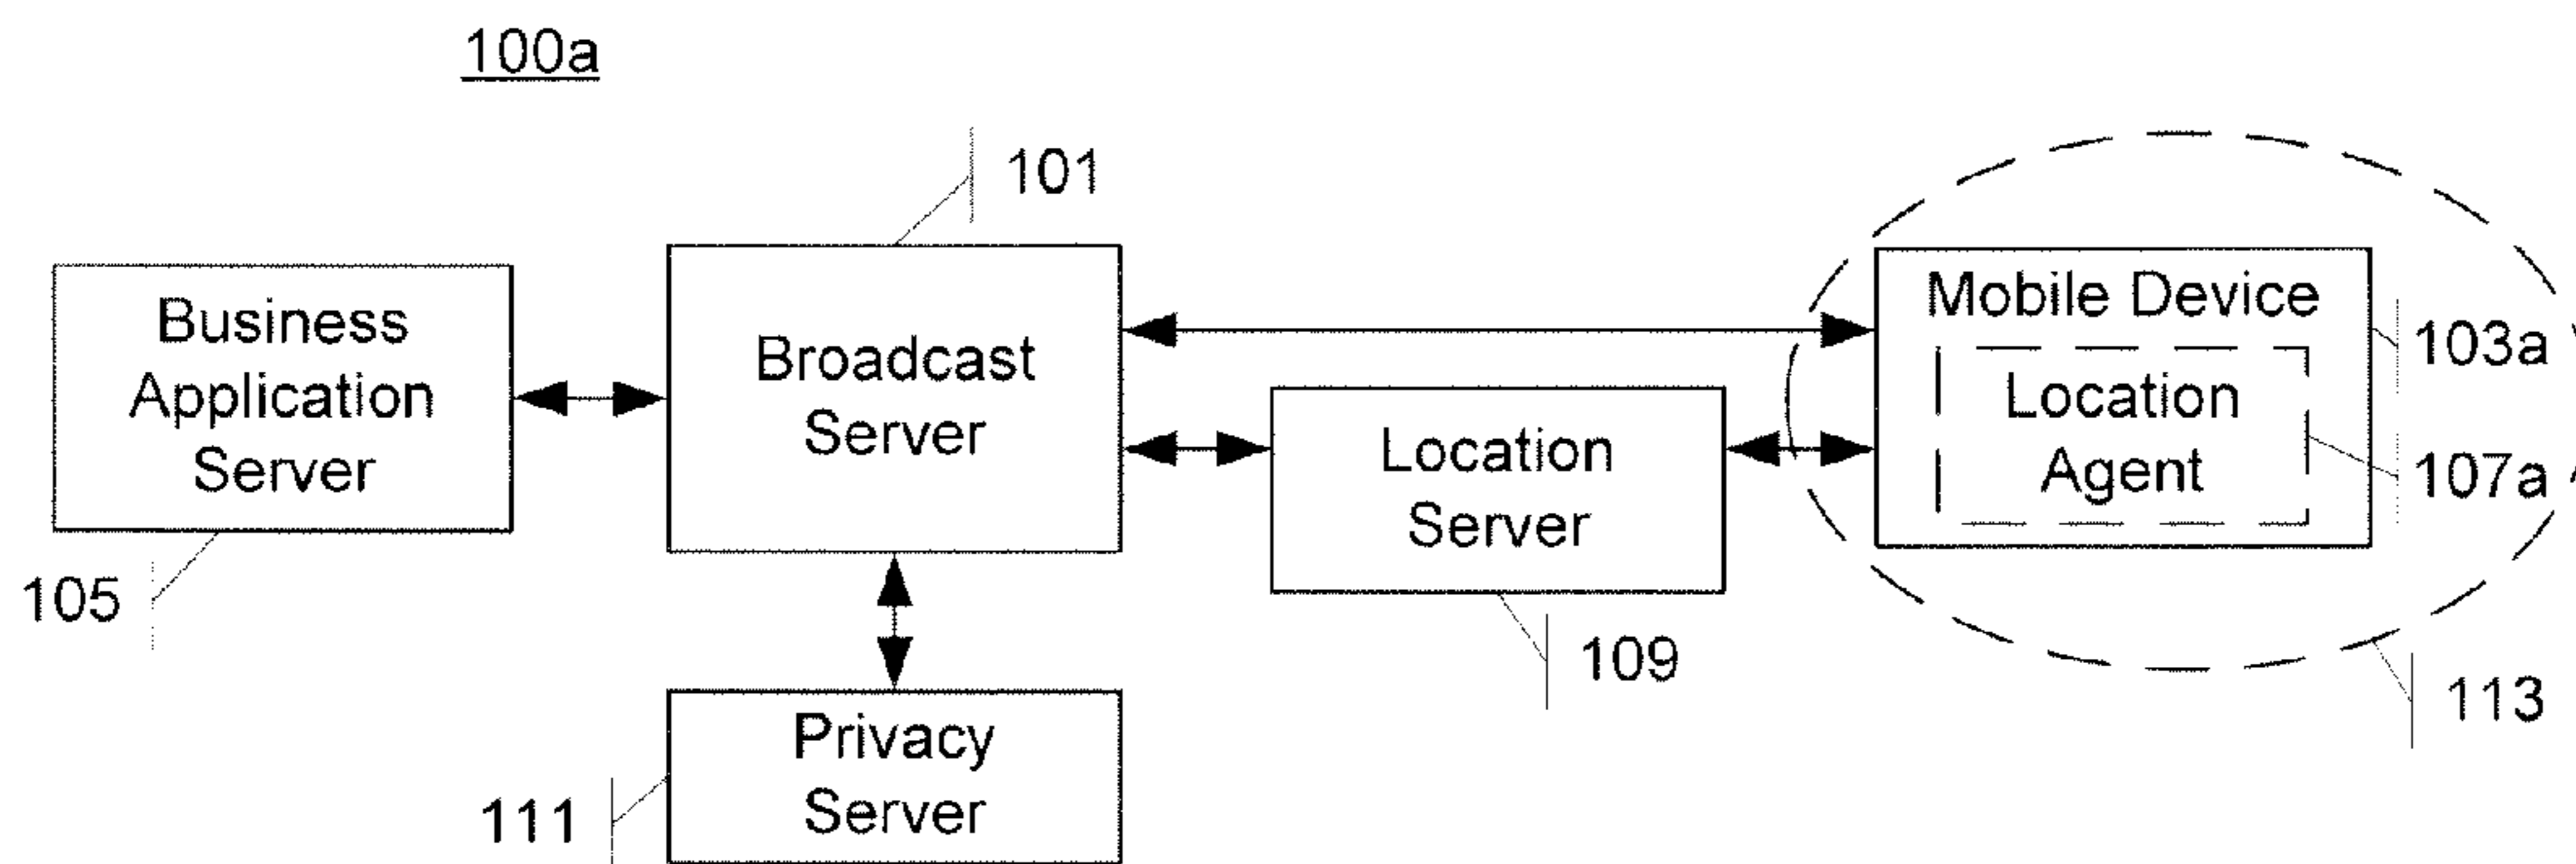 100a
101
Business
Application
Server
105
Broadcast
Server
Privacy
Server
111
Location
Server
109
Mobile Device
103a
Location
Agent
107a
113